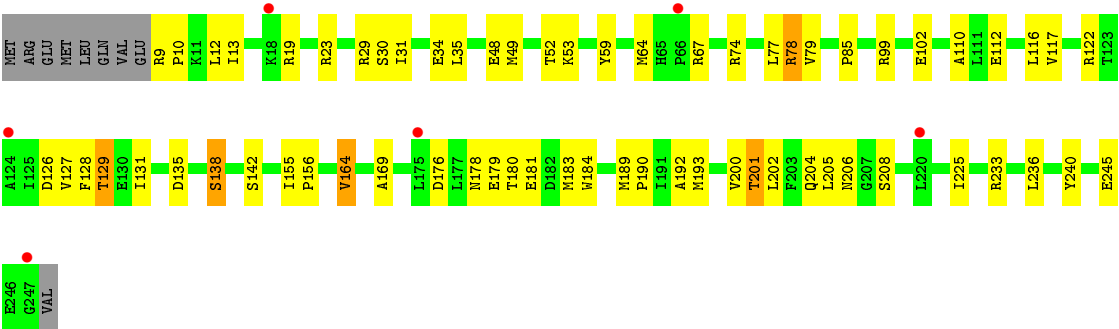 MET ARG GLU MET LEU GLN VAL GLU R9 P10 K11 L12 I13 K18 R19 R23 R29 S30 I31 E34 L35 E48 M49 T52 K53 Y59 M64 H65 P66 R67 R74 L77 R78 V79 P85 R99 E102 A110 L111 E112 L116 V117 R122 T123
A124 I125 D126 V127 F128 T129 E130 I131 D135 S138 S142 I155 P156 V164 A169 L175 D176 L177 N178 E179 T180 E181 D182 M183 W184 M189 P190 I191 A192 M193 V200 T201 L202 F203 Q204 L205 N206 G207 S208 L220 I225 R233 L236 Y240 E245
E246 G247 VAL